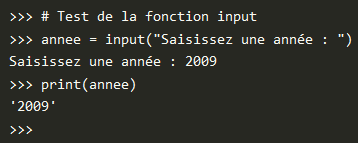 >>> # Test de la fonction input
>>> annee = input("Saisissez une année : ")
Saisissez une année : 2009
>>> print(annee)
'2009'
>>>